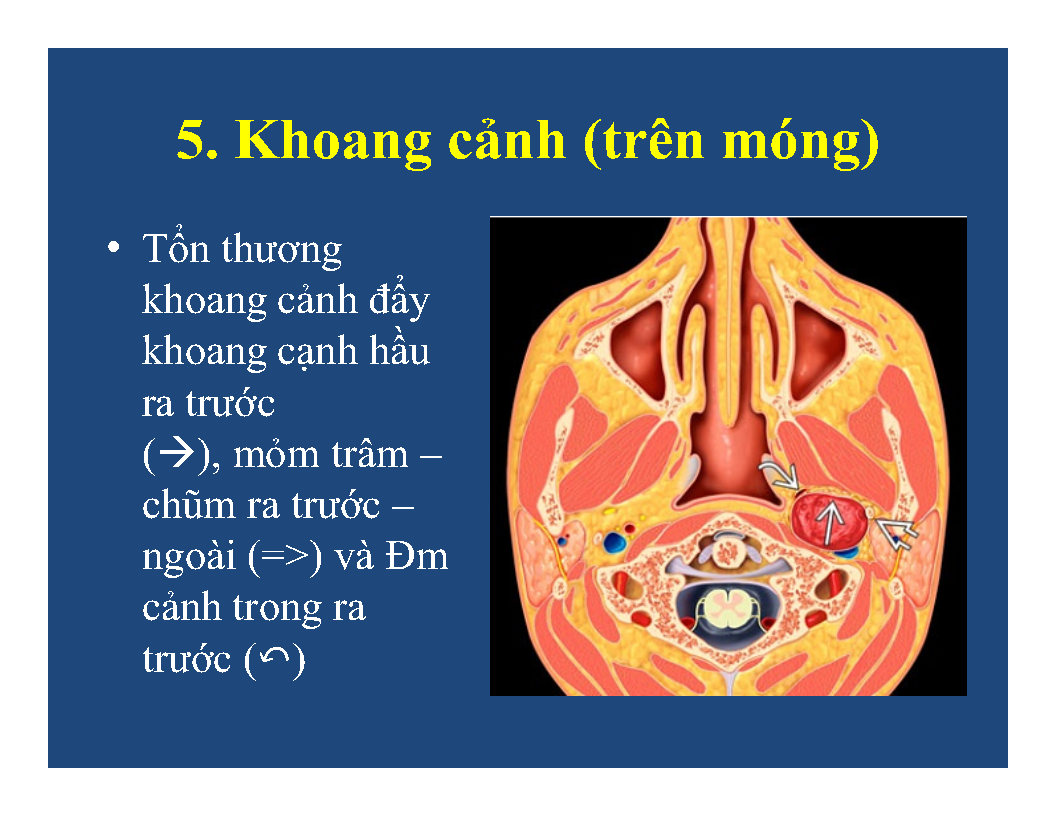 5. Khoang cảnh (trên móng)
• Tổn thương
khoang cảnh đẩy
khoang cạnh hầu
ra trước
(→), mỏm trâm –
chũm ra trước –
ngoài (=>) và Đm
cảnh trong ra
trước (↶)